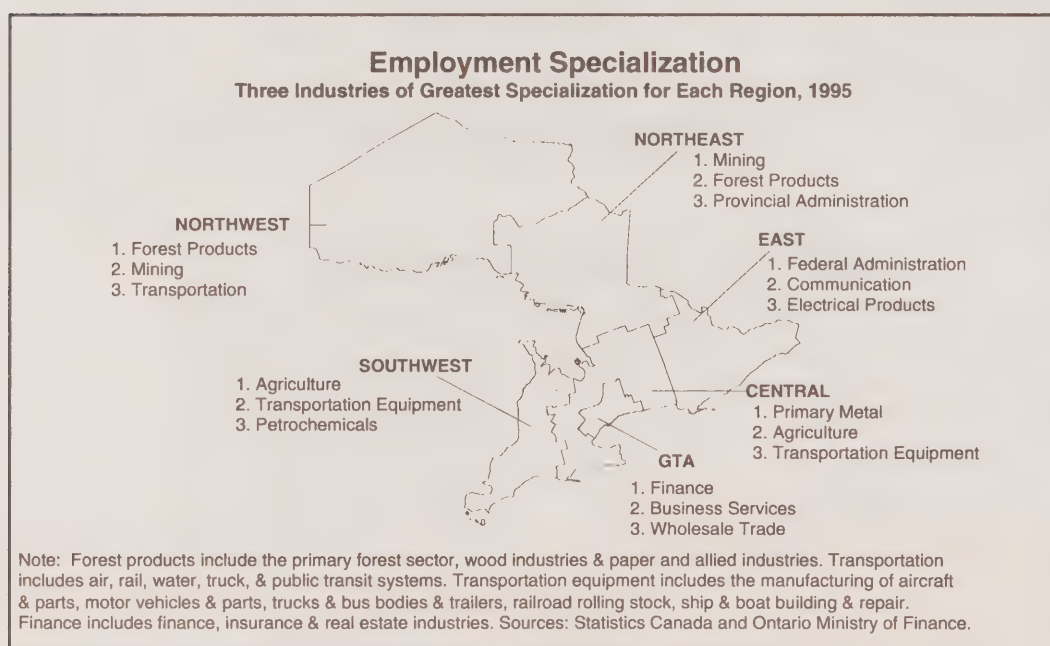 Employment Specialization
Three Industries of Greatest Specialization for Each Region, 1995
NORTHEAST
1. Mining
2. Forest Products
3. Provincial Administration
NORTHWEST
1. Forest Products
2. Mining
3. Transportation
EAST
1. Federal Administration
2. Communication
3. Electrical Products
SOUTHWEST
1. Agriculture
2. Transportation Equipment
3. Petrochemicals
CENTRAL
1. Primary Metal
2. Agriculture
3. Transportation Equipment
GTA
1. Finance
2. Business Services
3. Wholesale Trade
Note: Forest products include the primary forest sector, wood industries & paper and allied industries. Transportation
includes air, rail, water, truck, & public transit systems. Transportation equipment includes the manufacturing of aircraft
& parts, motor vehicles & parts, trucks & bus bodies & trailers, railroad rolling stock, ship & boat building & repair.
Finance includes finance, insurance & real estate industries. Sources: Statistics Canada and Ontario Ministry of Finance.